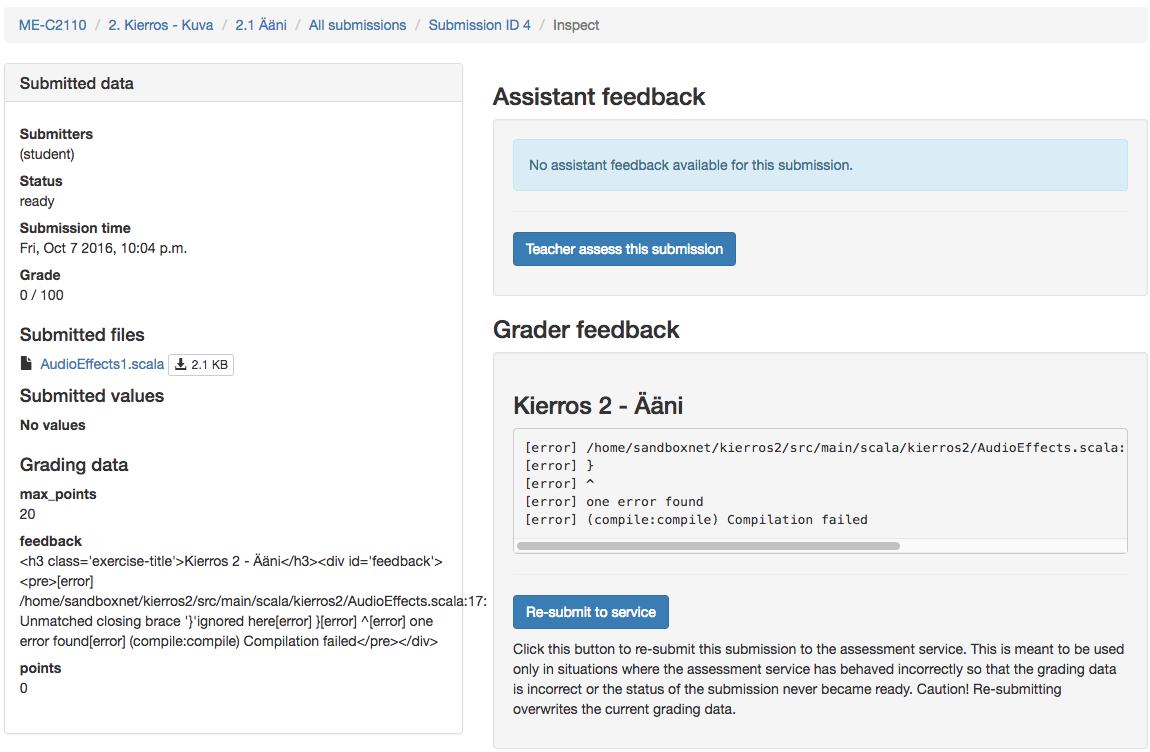 ME-C2110 / 2. Kierros - Kuva / 2.1 Ääni / All submissions / Submission ID 4 / Inspect
Submitted data
Submitters
(student)
Status
ready
Submission time
Fri, Oct 7 2016, 10:04 p.m.
Grade
0 / 100
Submitted files
AudioEffects1.scala 2.1 KB
Submitted values
No values
Grading data
max_points
20
feedback
<h3 class='exercise-title'>Kierros 2 - Ääni</h3><div id='feedback'>
<pre>[error]
/home/sandboxnet/kierros2/src/main/scala/kierros2/AudioEffects.scala:17:
Unmatched closing brace '}'ignored here[error] }[error] ^[error] one
error found[error] (compile:compile) Compilation failed</pre></div>
points
0
Assistant feedback
No assistant feedback available for this submission.
Teacher assess this submission
Grader feedback
Kierros 2 - Ääni
[error] /home/sandboxnet/kierros2/src/main/scala/kierros2/AudioEffects.scala:
[error] }
[error] ^
[error] one error found
[error] (compile:compile) Compilation failed
Re-submit to service
Click this button to re-submit this submission to the assessment service. This is meant to be used
only in situations where the assessment service has behaved incorrectly so that the grading data
is incorrect or the status of the submission never became ready. Caution! Re-submitting
overwrites the current grading data.